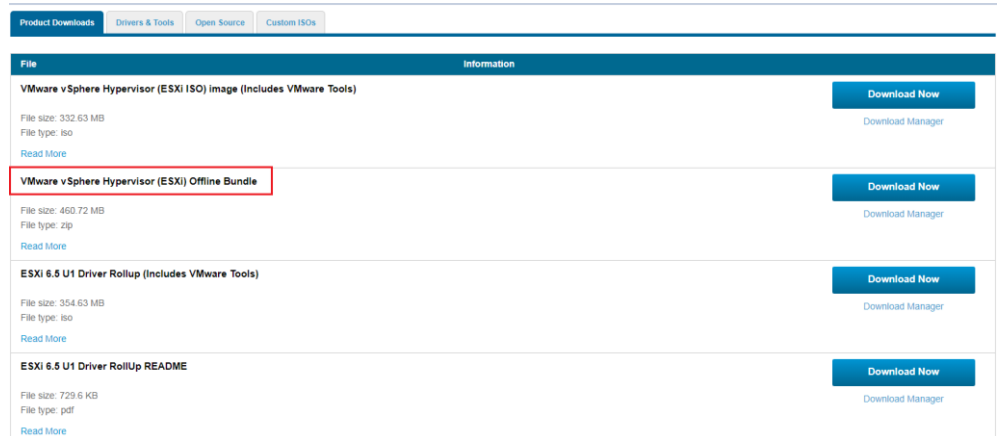 Product Downloads
Drivers & Tools
Open Source
Custom ISOs
File
Information
VMware vSphere Hypervisor (ESXi ISO) image (Includes VMware Tools)
Download Now
File size: 332.63 MB
Download Manager
File type: iso
Read More
VMware vSphere Hypervisor (ESXi) Offline Bundle
Download Now
File size: 460.72 MB
Download Manager
File type: zip
Read More
ESXi 6.5 U1 Driver Rollup (Includes VMware Tools)
Download Now
File size: 354.63 MB
Download Manager
File type: iso
Read More
ESXi 6.5 U1 Driver RollUp README
Download Now
File size: 729.6 KB
Download Manager
File type: pdf
Read More